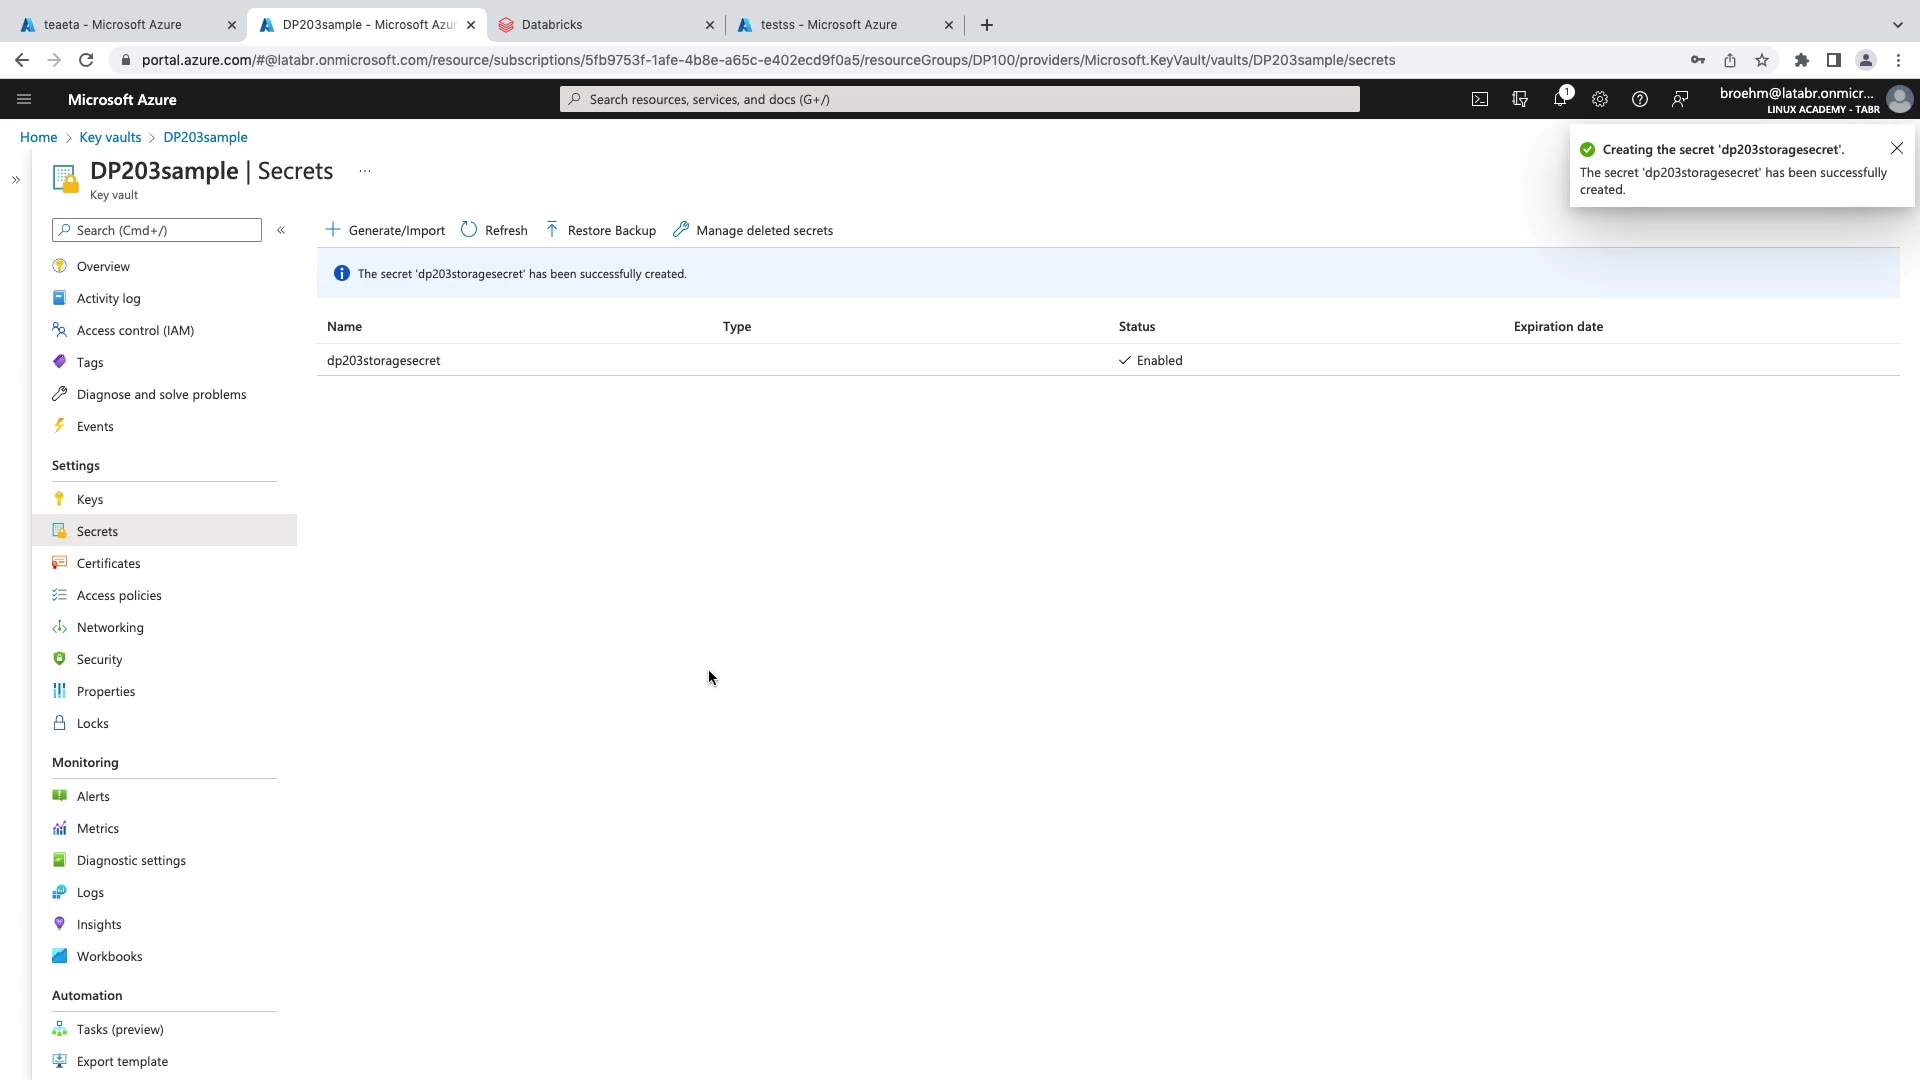 teaeta - Microsoft Azure
DP203sample - Microsoft Azur
Databricks
testss - Microsoft Azure
portal.azure.com/#@latabr.onmicrosoft.com/resource/subscriptions/5fb9753f-1afe-4b8e-a65c-e402ecd9f0a5/resourceGroups/DP100/providers/Microsoft.KeyVault/vaults/DP203sample/secrets
Microsoft Azure
Search resources, services, and docs (G+/)
1
broehm@latabr.onmicr...
LINUX ACADEMY - TABR
Home > Key vaults > DP203sample
DP203sample | Secrets ...
Key vault
Creating the secret 'dp203storagesecret'.
The secret 'dp203storagesecret' has been successfully
created.
Search (Cmd+/)
Generate/Import
Refresh
Restore Backup
Manage deleted secrets
The secret 'dp203storagesecret' has been successfully created.
Name Type Status Expiration date
dp203storagesecret Enabled
Overview
Activity log
Access control (IAM)
Tags
Diagnose and solve problems
Events
Settings
Keys
Secrets
Certificates
Access policies
Networking
Security
Properties
Locks
Monitoring
Alerts
Metrics
Diagnostic settings
Logs
Insights
Workbooks
Automation
Tasks (preview)
Export template